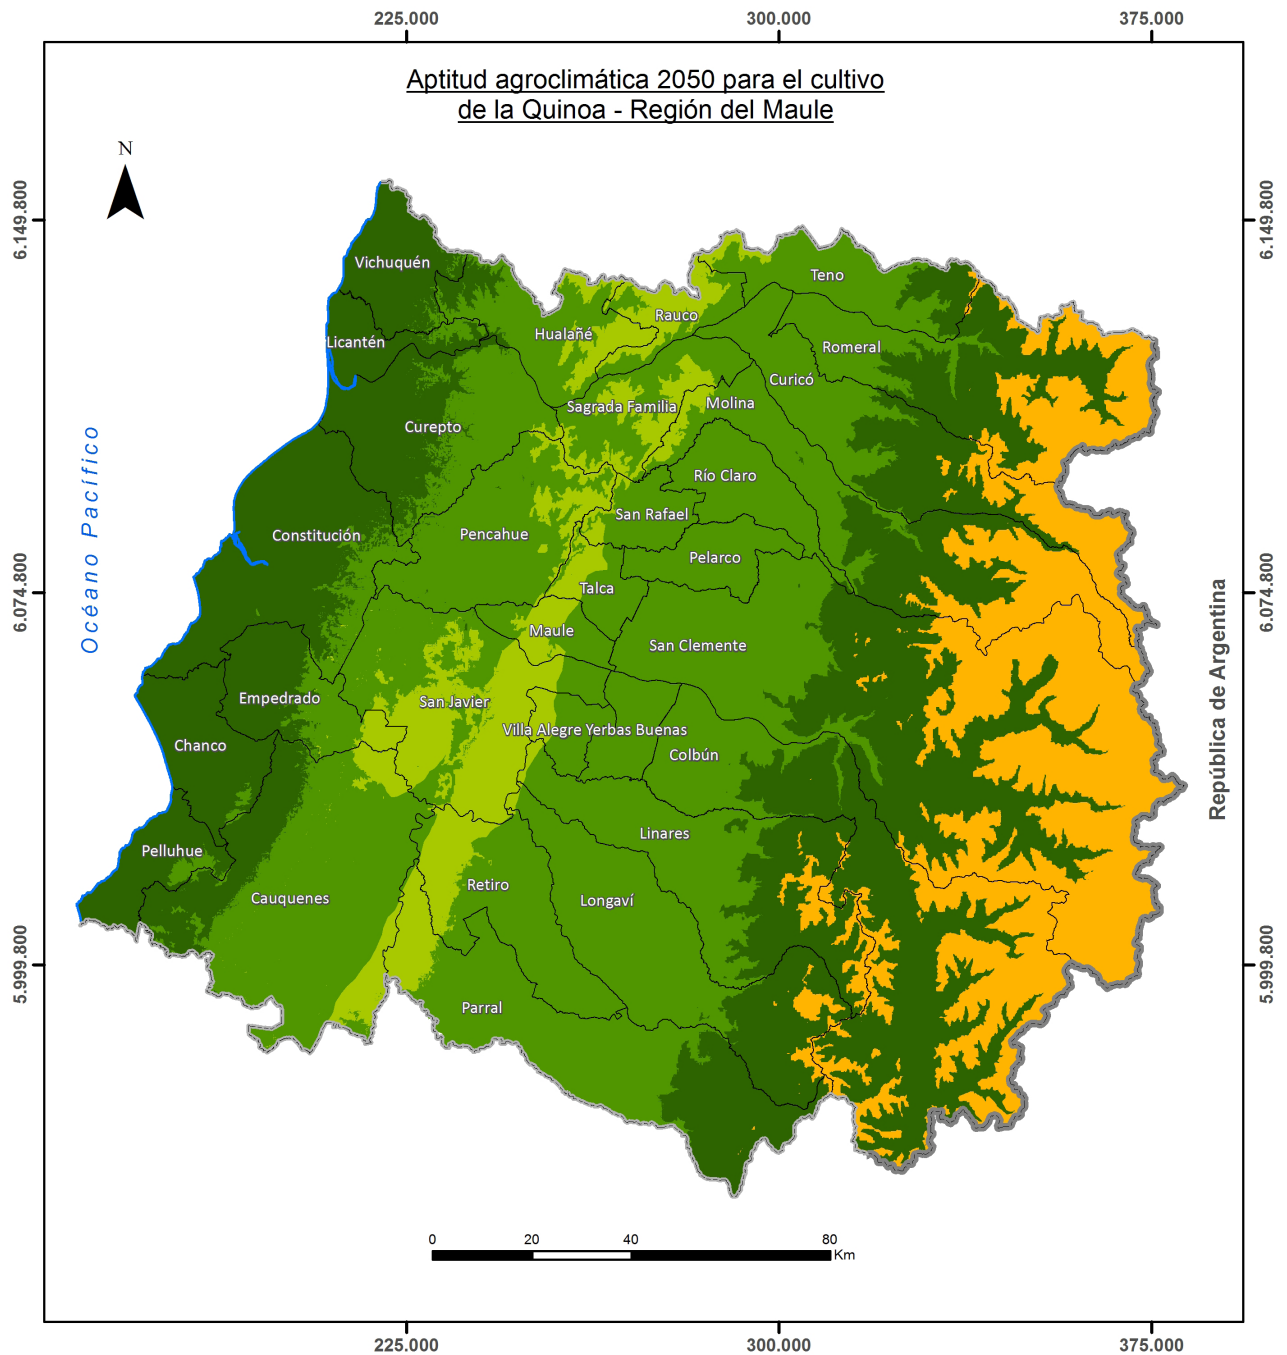 225.000
300.000
375.000
Aptitud agroclimática 2050 para el cultivo
de la Quinoa - Región del Maule
N
6.149.800
6.149.800
Vichuquén
Teno
Rauco
Hualañé
Licantén
Romeral
Curicó
Sagrada Familia
Molina
Curepto
Océano Pacífico
Río Claro
San Rafael
Constitución
Pencahue
Pelarco
6.074.800
6.074.800
Talca
Maule
San Clemente
República de Argentina
Empedrado
San Javier
Villa Alegre
Yerbas Buenas
Chanco
Colbún
Linares
Pelluhue
Retiro
Cauquenes
Longaví
5.999.800
5.999.800
Parral
0 20 40 80
Km
225.000
300.000
375.000